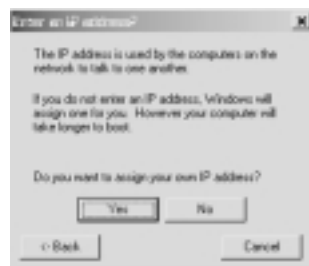 Enter an IP address?
The IP address is used by the computers on the
network to talk to one another.
If you do not enter an IP address, Windows will
assign one for you. However your computer will
take longer to boot.
Do you want to assign your own IP address?
Yes
No
< Back
Cancel